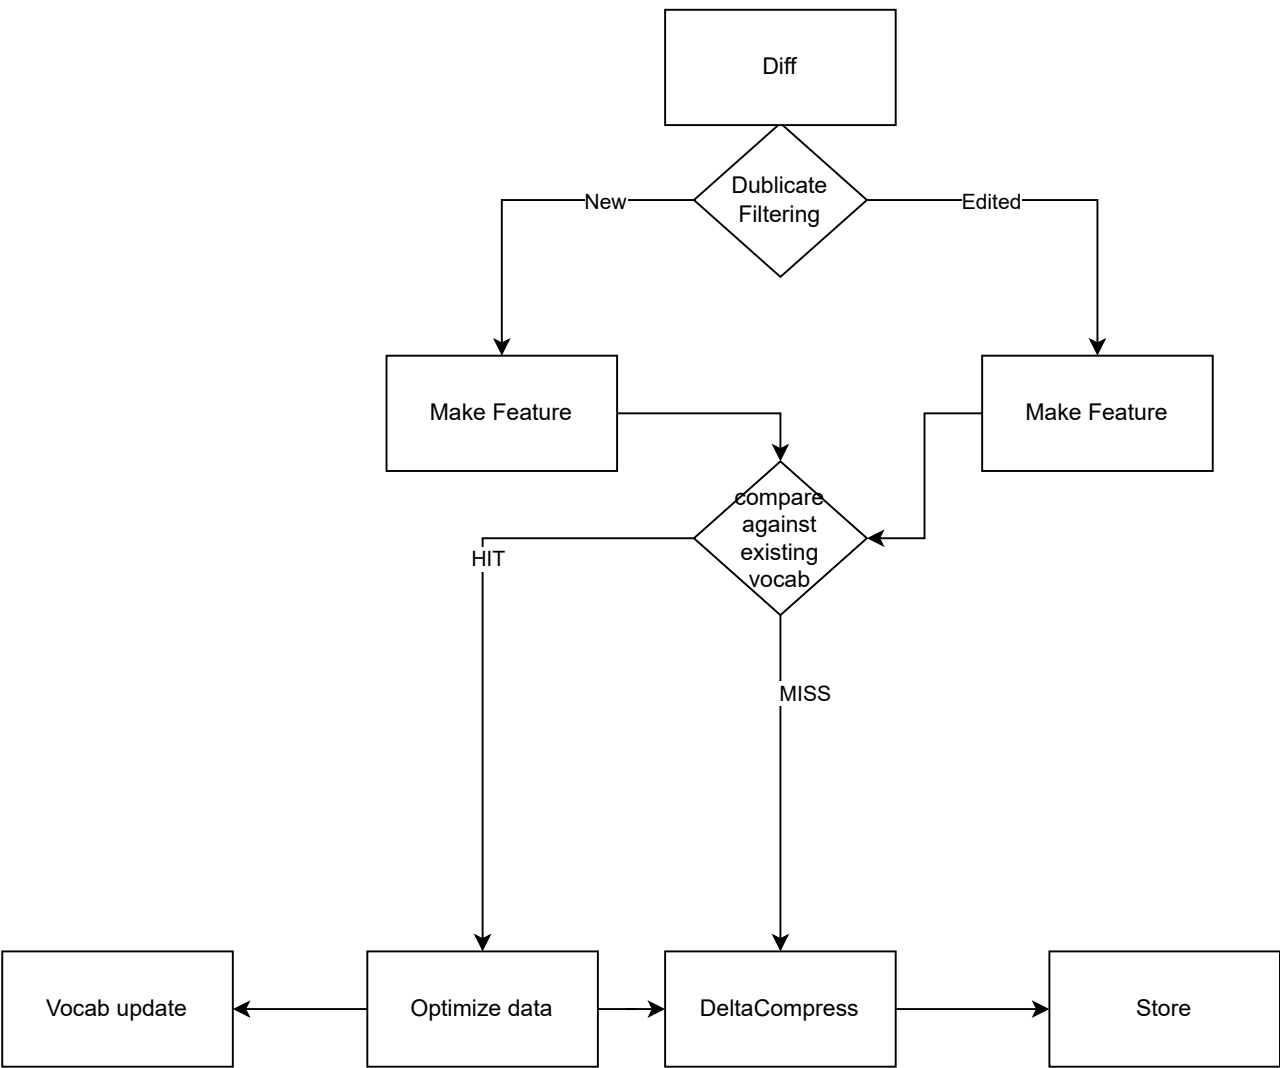 Diff
Dublicate
Filtering
New
Edited
Make Feature
Make Feature
compare
against
existing
vocab
HIT
MISS
Vocab update
Optimize data
DeltaCompress
Store